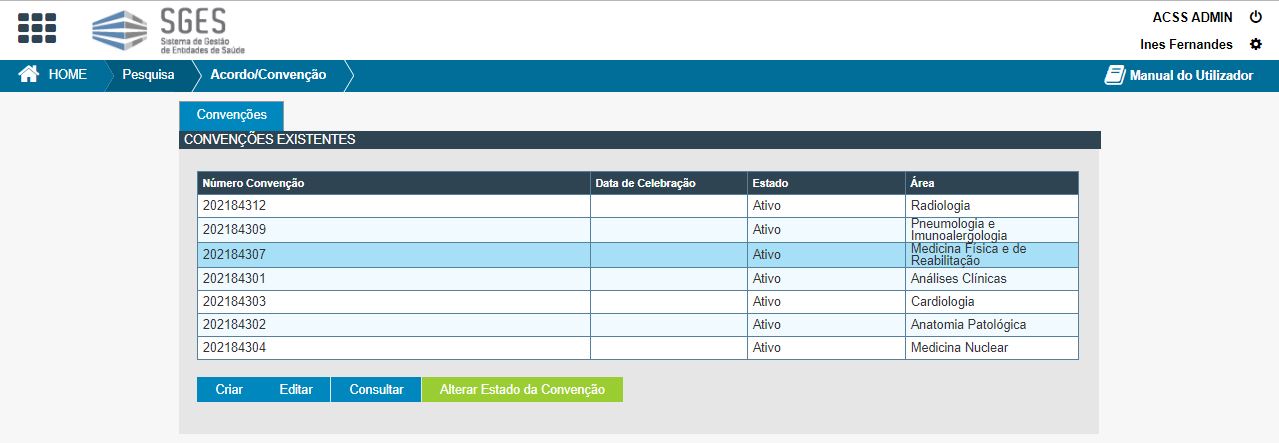 SGES
Sistema de Gestão
de Entidades de Saúde
ACSS ADMIN
Ines Fernandes
HOME Pesquisa Acordo/Convenção Manual do Utilizador
Convenções
CONVENÇÕES EXISTENTES
Número Convenção Data de Celebração Estado Área
202184312 Ativo Radiologia
202184309 Ativo Pneumologia e
Imunoalergologia
202184307 Ativo Medicina Física e de
Reabilitação
202184301 Ativo Análises Clínicas
202184303 Ativo Cardiologia
202184302 Ativo Anatomia Patológica
202184304 Ativo Medicina Nuclear
Criar Editar Consultar Alterar Estado da Convenção